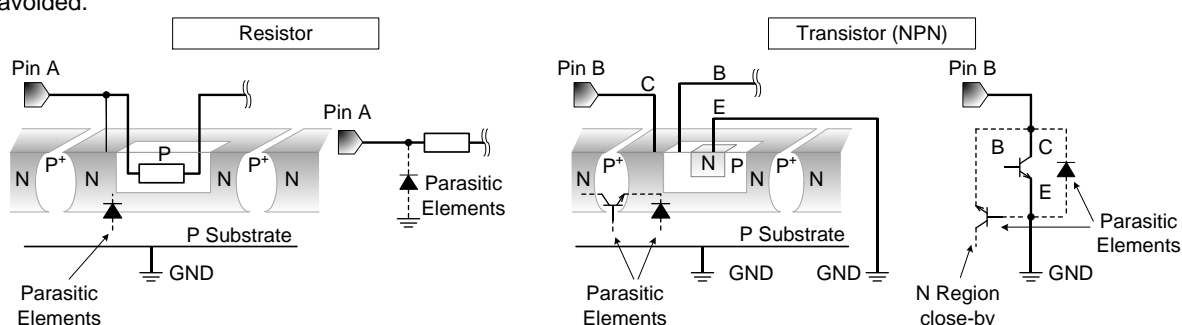 avoided.
Resistor
Transistor (NPN)
Pin A
P
N
P+
N
N
P+
N
P Substrate
GND
Parasitic
Elements
Pin A
Parasitic
Elements
Pin B
C
B
E
N
P+
N
N
P
N
P+
N
P Substrate
GND
GND
Parasitic
Elements
Pin B
B
C
E
Parasitic
Elements
GND
N Region
close-by